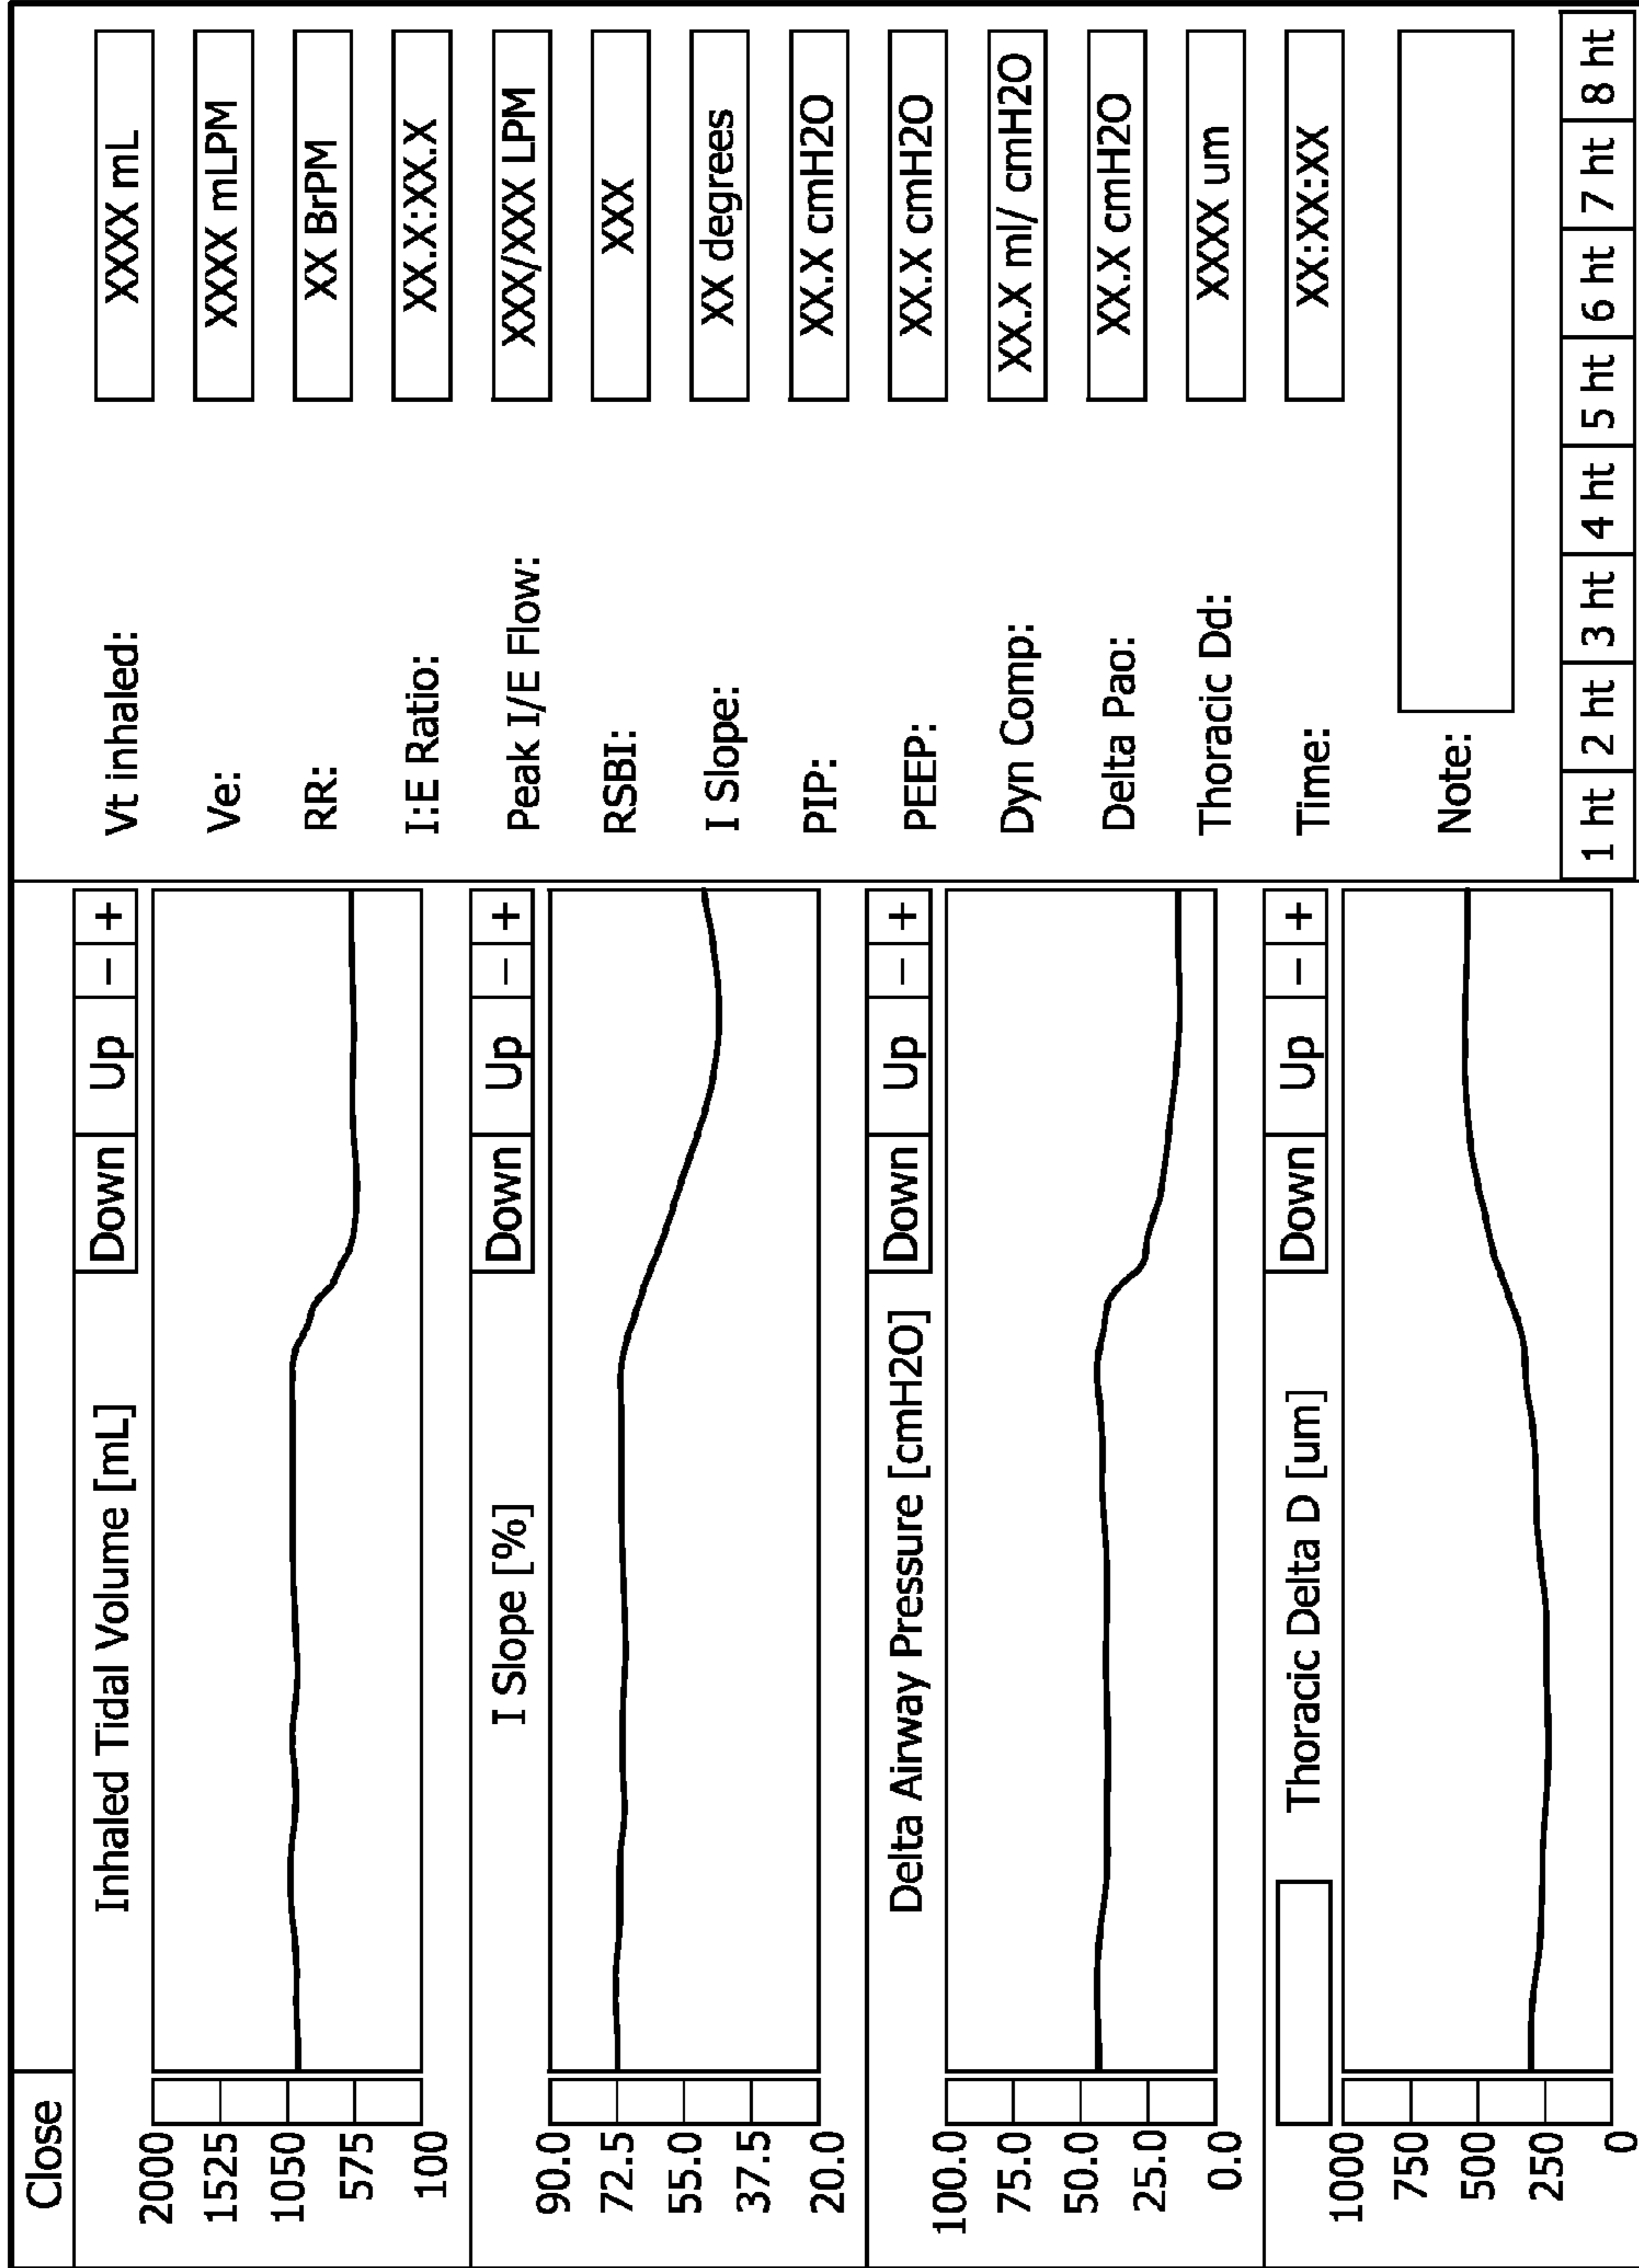 Close
Inhaled Tidal Volume [mL] Down Up − +
2000
1525
1050
575
100
I Slope [%] Down Up − +
90.0
72.5
55.0
37.5
20.0
Delta Airway Pressure [cmH2O] Down Up − +
100.0
75.0
50.0
25.0
0.0
Thoracic Delta D [um] Down Up − +
1000
750
500
250
0
Vt inhaled: XXXX mL
Ve: XXXX mLPM
RR: XX BrPM
I:E Ratio: XX.X:XX.X
Peak I/E Flow: XXX/XXX LPM
RSBI: XXX
I Slope: XX degrees
PIP: XX.X cmH2O
PEEP: XX.X cmH2O
Dyn Comp: XX.X ml/ cmH2O
Delta Pao: XX.X cmH2O
Thoracic Dd: XXXX um
Time: XX:XX:XX
Note:
1 ht 2 ht 3 ht 4 ht 5 ht 6 ht 7 ht 8 ht